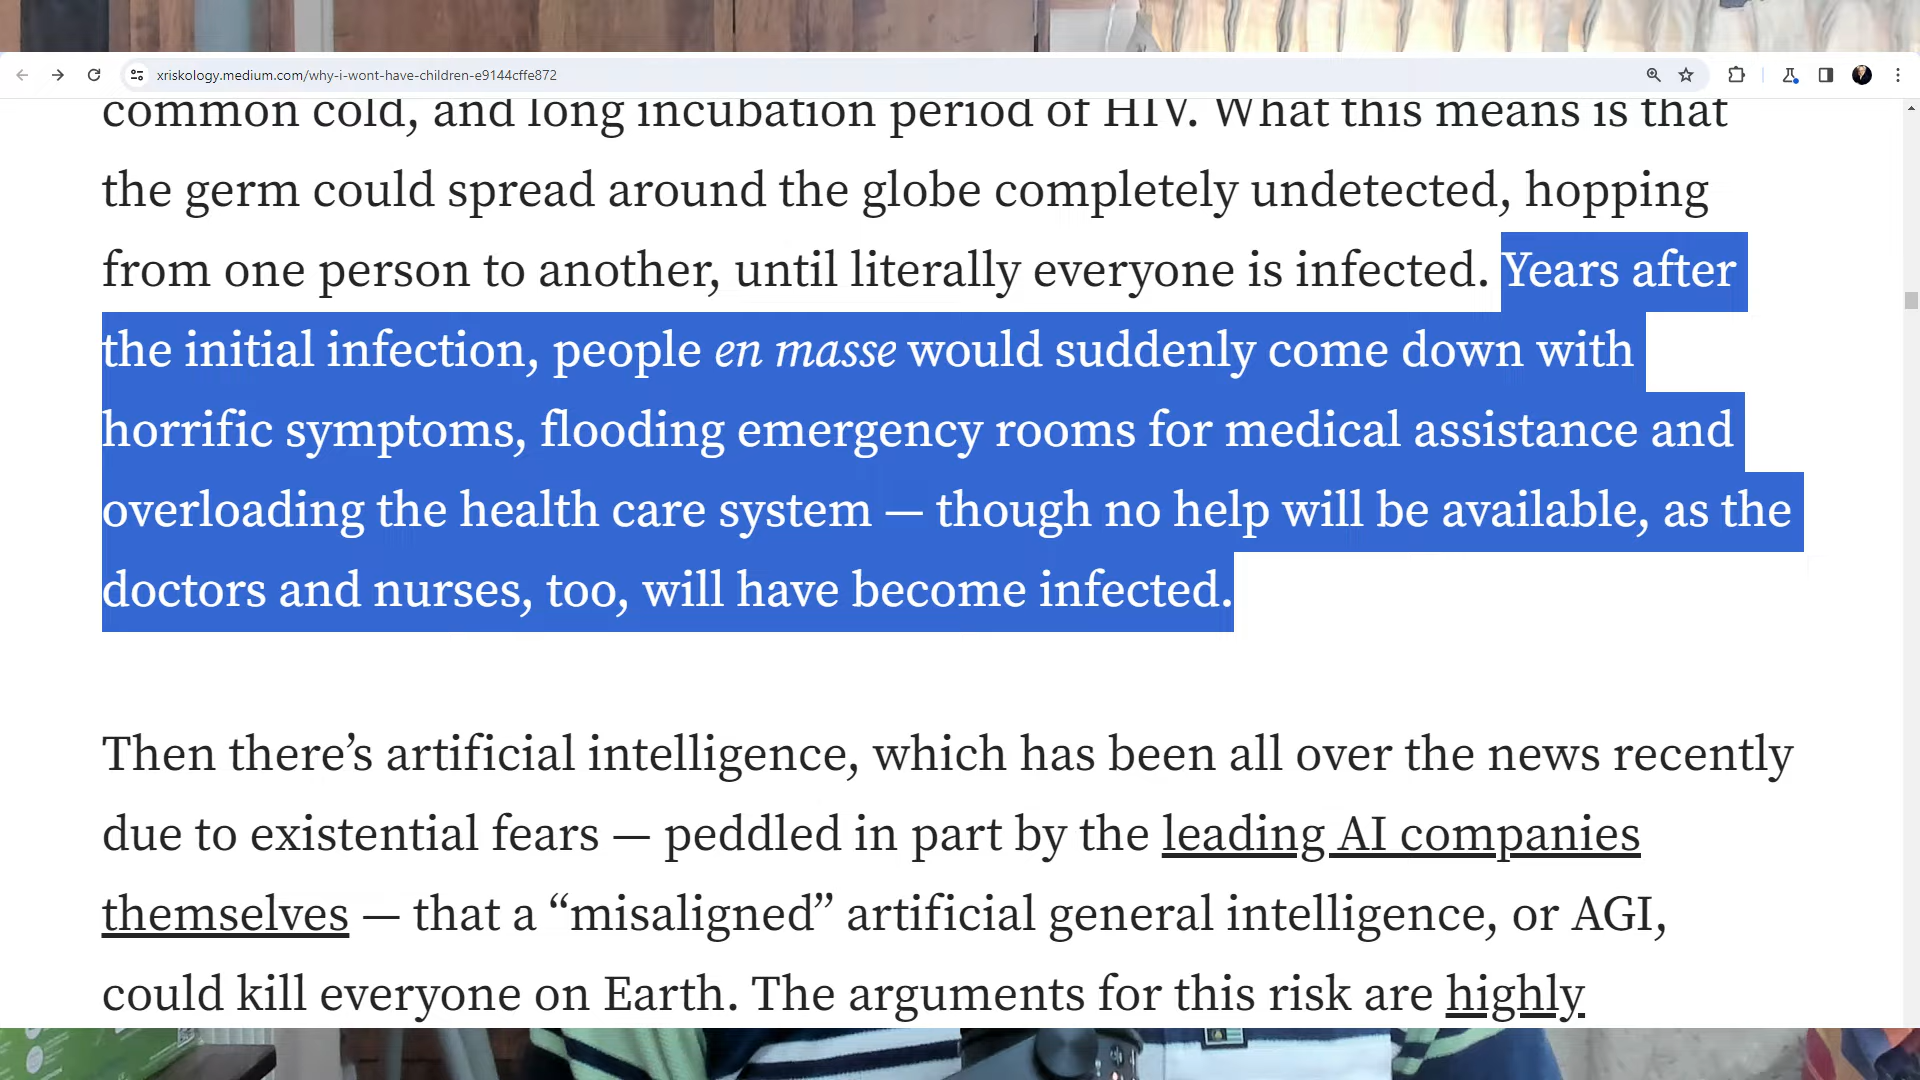 xriskology.medium.com/why-i-wont-have-children-e9144cffe872
common cold, and long incubation period of HIV. What this means is that
the germ could spread around the globe completely undetected, hopping
from one person to another, until literally everyone is infected. Years after
the initial infection, people en masse would suddenly come down with
horrific symptoms, flooding emergency rooms for medical assistance and
overloading the health care system — though no help will be available, as the
doctors and nurses, too, will have become infected.
Then there’s artificial intelligence, which has been all over the news recently
due to existential fears — peddled in part by the leading AI companies
themselves — that a “misaligned” artificial general intelligence, or AGI,
could kill everyone on Earth. The arguments for this risk are highly